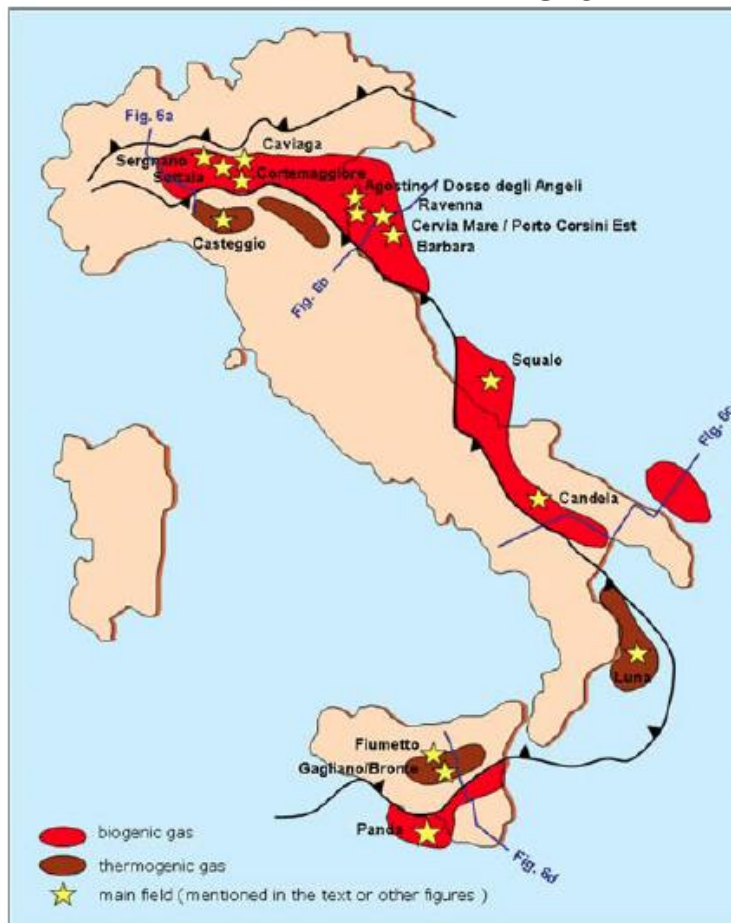 Fig. 6a
Caviaga
Sergnano
Settala
Cortemaggiore
Agostino / Dosso degli Angeli
Ravenna
Cervia Mare / Porto Corsini Est
Barbara
Casteggio
Fig. 6b
Squalo
Fig. 6c
Candela
Luna
Fiumetto
Gagliano/Bronte
Panda
Fig. 6d
biogenic gas
thermogenic gas
main field (mentioned in the text or other figures )